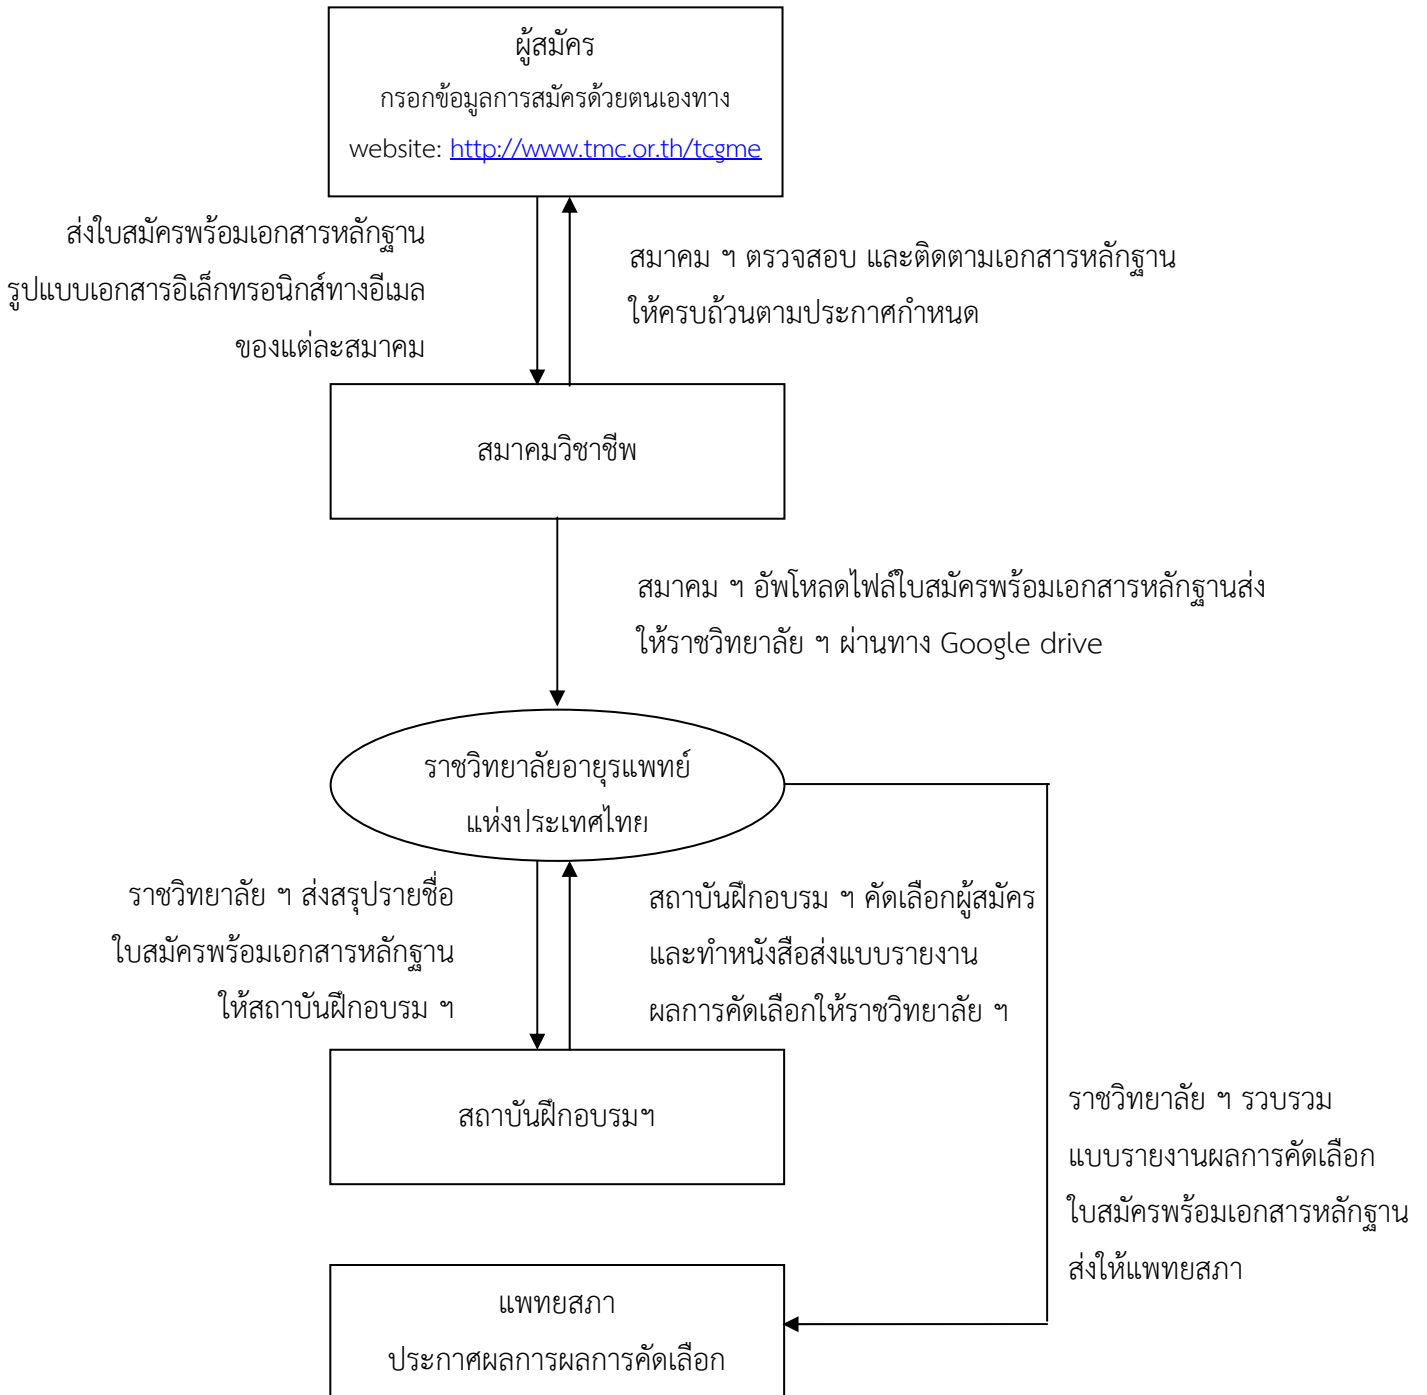 ผู้สมัคร
กรอกข้อมูลการสมัครด้วยตนเองทาง
website: http://www.tmc.or.th/tcgme
ส่งใบสมัครพร้อมเอกสารหลักฐาน
รูปแบบเอกสารอิเล็กทรอนิกส์ทางอีเมล
ของแต่ละสมาคม
สมาคม ฯ ตรวจสอบ และติดตามเอกสารหลักฐาน
ให้ครบถ้วนตามประกาศกำหนด
สมาคมวิชาชีพ
สมาคม ฯ อัพโหลดไฟล์ใบสมัครพร้อมเอกสารหลักฐานส่ง
ให้ราชวิทยาลัย ฯ ผ่านทาง Google drive
ราชวิทยาลัยอายุรแพทย์
แห่งประเทศไทย
ราชวิทยาลัย ฯ ส่งสรุปรายชื่อ
ใบสมัครพร้อมเอกสารหลักฐาน
ให้สถาบันฝึกอบรม ฯ
สถาบันฝึกอบรม ฯ คัดเลือกผู้สมัคร
และทำหนังสือส่งแบบรายงาน
ผลการคัดเลือกให้ราชวิทยาลัย ฯ
สถาบันฝึกอบรมฯ
ราชวิทยาลัย ฯ รวบรวม
แบบรายงานผลการคัดเลือก
ใบสมัครพร้อมเอกสารหลักฐาน
ส่งให้แพทยสภา
แพทยสภา
ประกาศผลการผลการคัดเลือก